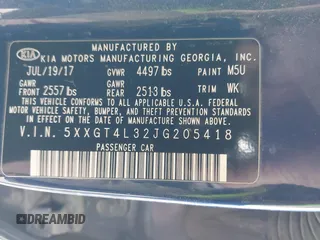 KIA KIA MOTORS MANUFACTURING GEORGIA, INC.
JUL/19/17 GVWR 4497 lbs PAINT M5U
GAWR FRONT 2557 lbs GAWR REAR 2513 lbs TRIM WK
THIS VEHICLE CONFORMS TO ALL APPLICABLE U.S. FEDERAL
MOTOR VEHICLE SAFETY, BUMPER, AND THEFT PREVENTION
STANDARDS IN EFFECT ON THE DATE OF MANUFACTURE SHOWN ABOVE.
V.I.N. 5XXGT4L32JG205418
PASSENGER CAR
DREAMBID